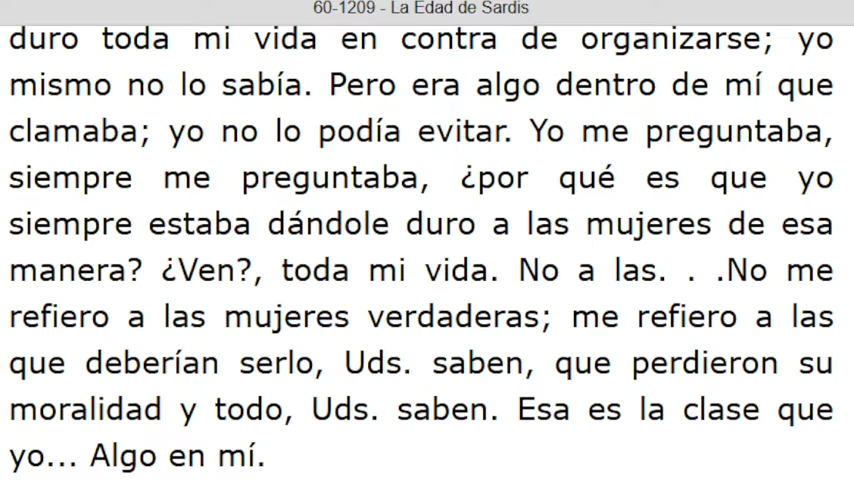 60-1209 - La Edad de Sardis
duro toda mi vida en contra de organizarse; yo
mismo no lo sabía. Pero era algo dentro de mí que
clamaba; yo no lo podía evitar. Yo me preguntaba,
siempre me preguntaba, ¿por qué es que yo
siempre estaba dándole duro a las mujeres de esa
manera? ¿Ven?, toda mi vida. No a las. . .No me
refiero a las mujeres verdaderas; me refiero a las
que deberían serlo, Uds. saben, que perdieron su
moralidad y todo, Uds. saben. Esa es la clase que
yo... Algo en mí.